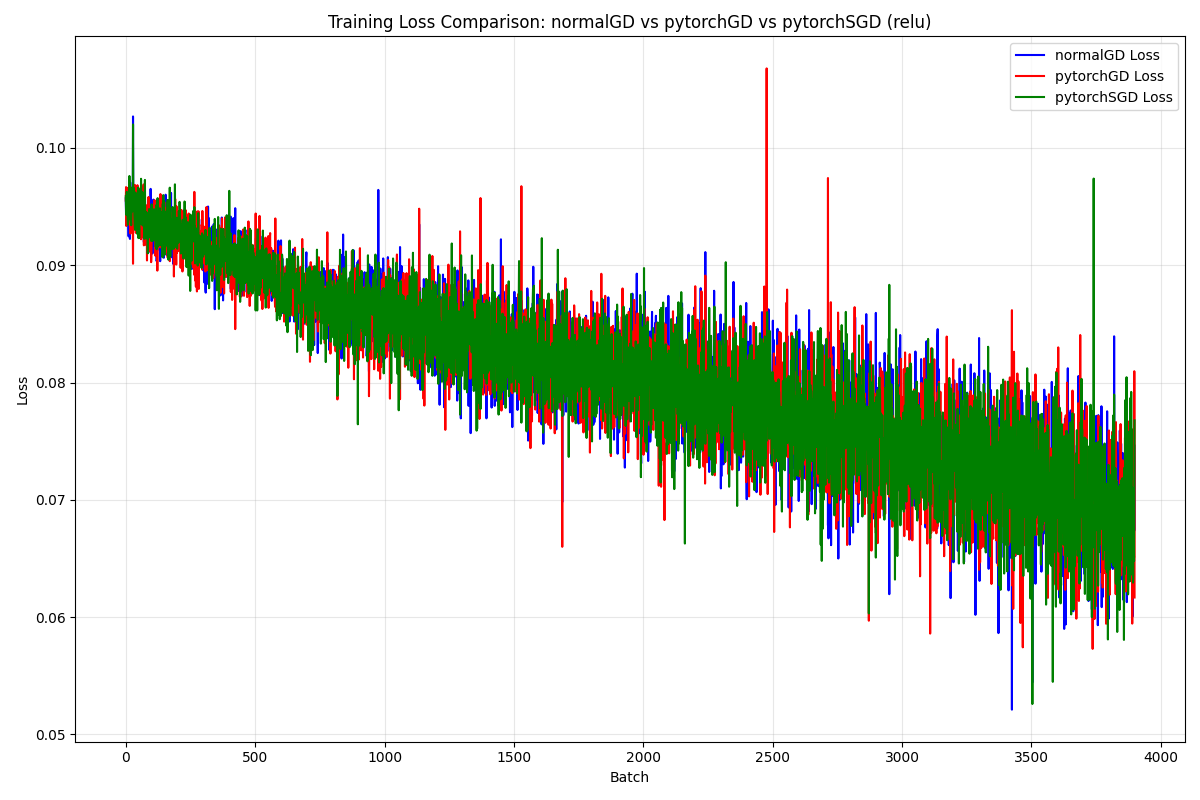 Training Loss Comparison: normalGD vs pytorchGD vs pytorchSGD (relu)
normalGD Loss
pytorchGD Loss
pytorchSGD Loss
Loss
0.10
0.09
0.08
0.07
0.06
0.05
0 500 1000 1500 2000 2500 3000 3500 4000
Batch